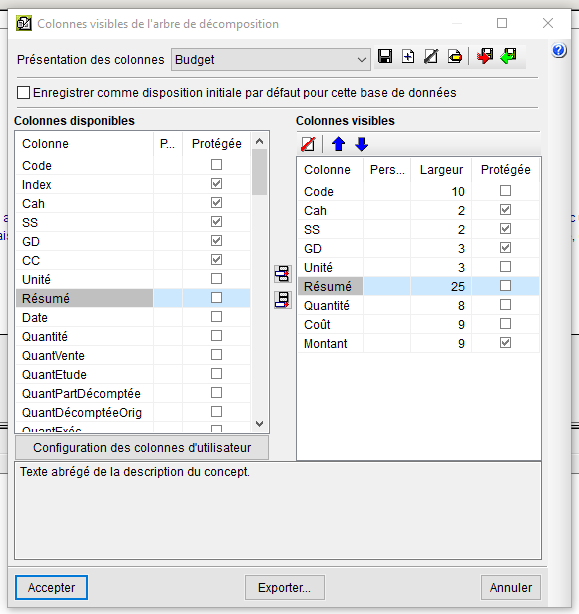 Colonnes visibles de l'arbre de décomposition
Présentation des colonnes Budget
Enregistrer comme disposition initiale par défaut pour cette base de données
Colonnes disponibles
Colonne P... Protégée
Code
Index
Cah
SS
GD
CC
Unité
Résumé
Date
Quantité
QuantVente
QuantEtude
QuantPartDécomptée
QuantDécomptéeOrig
QuantExéc
Configuration des colonnes d'utilisateur
Colonnes visibles
Colonne Pers... Largeur Protégée
Code 10
Cah 2
SS 2
GD 3
Unité 3
Résumé 25
Quantité 8
Coût 9
Montant 9
Texte abrégé de la description du concept.
Accepter Exporter... Annuler